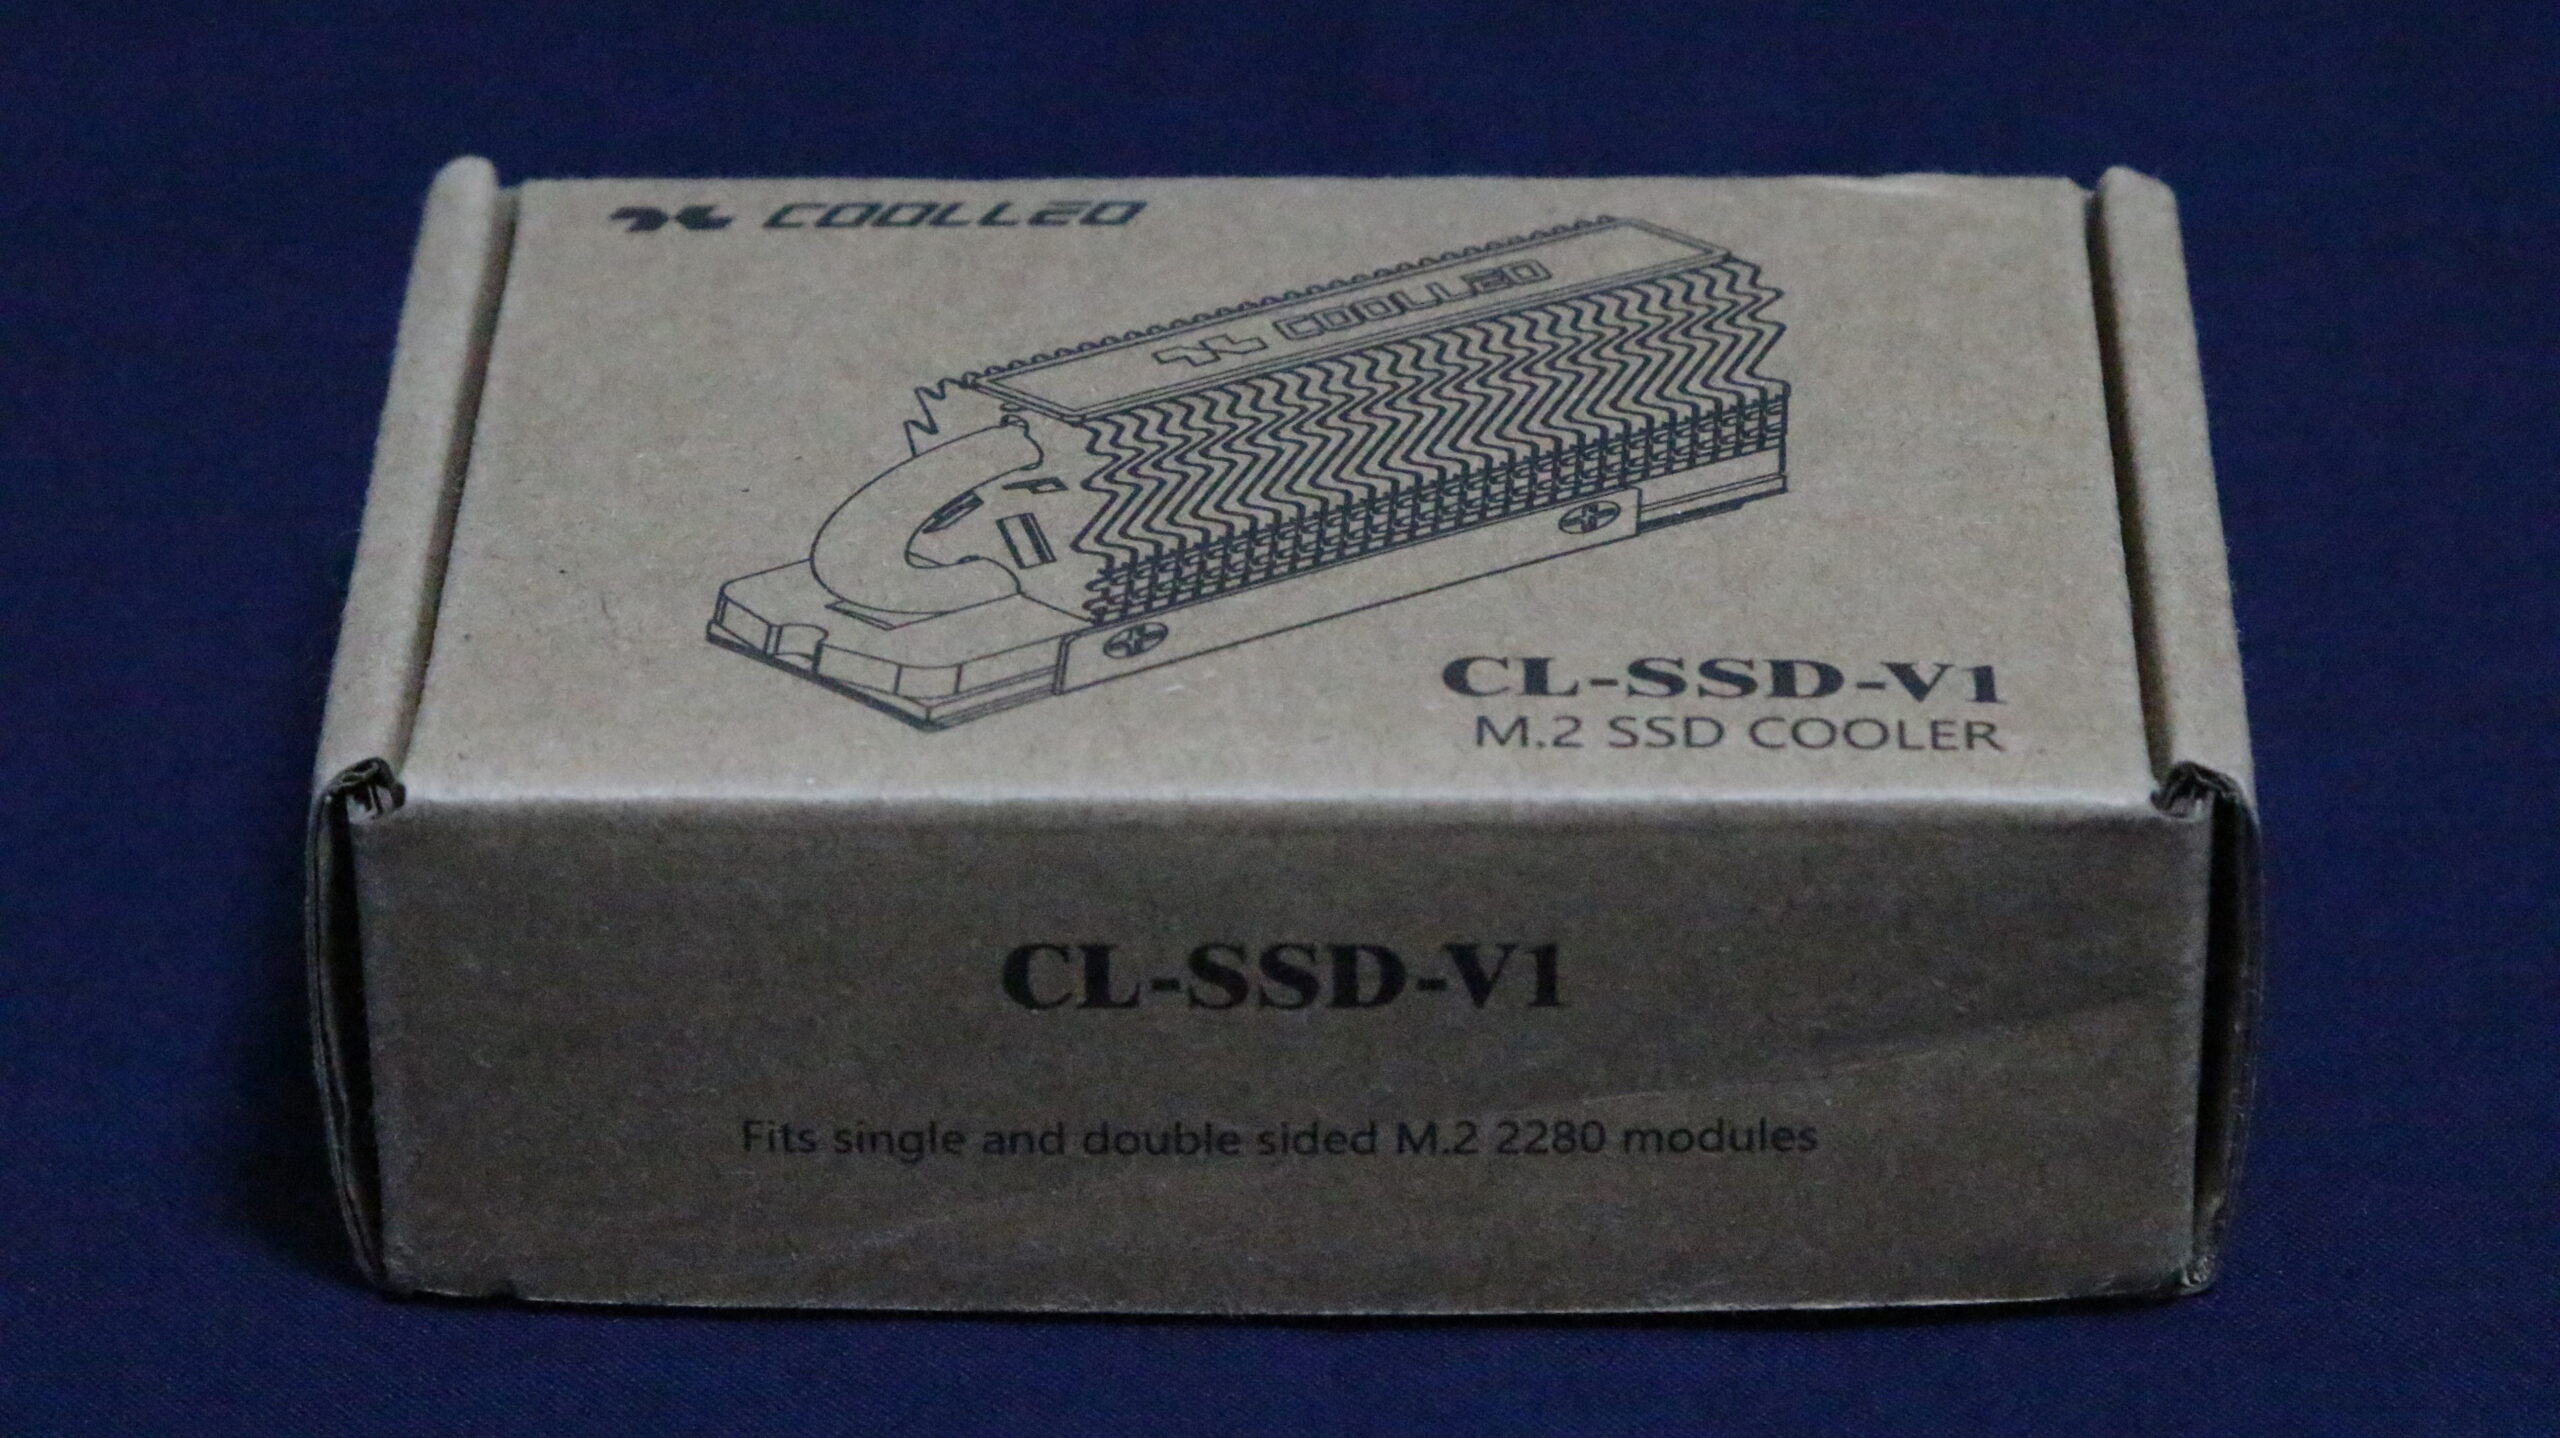 COOLLEO
COOLLEO
CL-SSD-V1
M.2 SSD COOLER
CL-SSD-V1
Fits single and double sided M.2 2280 modules